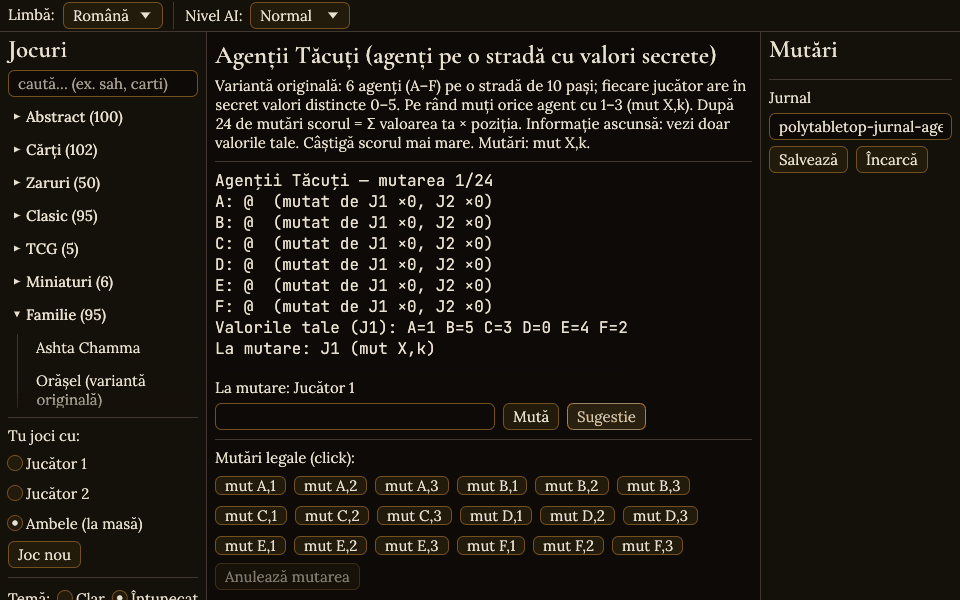 Limbă: Română ▼ Nivel AI: Normal ▼
Jocuri
caută... (ex. sah, carti)
▸ Abstract (100)
▸ Cărți (102)
▸ Zaruri (50)
▸ Clasic (95)
▸ TCG (5)
▸ Miniaturi (6)
▾ Familie (95)
Ashta Chamma
Orășel (variantă
originală)
Tu joci cu:
Jucător 1
Jucător 2
Ambele (la masă)
Joc nou
Temă: Clar Întunecat
Agenții Tăcuți (agenți pe o stradă cu valori secrete)
Variantă originală: 6 agenți (A–F) pe o stradă de 10 pași; fiecare jucător are în
secret valori distincte 0–5. Pe rând muți orice agent cu 1–3 (mut X,k). După
24 de mutări scorul = Σ valoarea ta × poziția. Informație ascunsă: vezi doar
valorile tale. Câștigă scorul mai mare. Mutări: mut X,k.
Agenții Tăcuți — mutarea 1/24
A: @ (mutat de J1 ×0, J2 ×0)
B: @ (mutat de J1 ×0, J2 ×0)
C: @ (mutat de J1 ×0, J2 ×0)
D: @ (mutat de J1 ×0, J2 ×0)
E: @ (mutat de J1 ×0, J2 ×0)
F: @ (mutat de J1 ×0, J2 ×0)
Valorile tale (J1): A=1 B=5 C=3 D=0 E=4 F=2
La mutare: J1 (mut X,k)
La mutare: Jucător 1
Mută Sugestie
Mutări legale (click):
mut A,1 mut A,2 mut A,3 mut B,1 mut B,2 mut B,3
mut C,1 mut C,2 mut C,3 mut D,1 mut D,2 mut D,3
mut E,1 mut E,2 mut E,3 mut F,1 mut F,2 mut F,3
Anulează mutarea
Mutări
Jurnal
polytabletop-jurnal-age
Salvează Încarcă